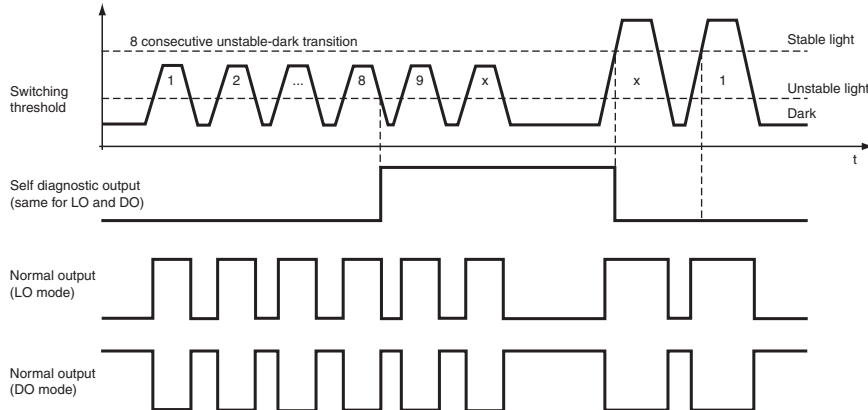 8 consecutive unstable-dark transition
Stable light
1
2
...
8
9
x
x
1
Switching
threshold
Unstable light
Dark
t
Self diagnostic output
(same for LO and DO)
Normal output
(LO mode)
Normal output
(DO mode)